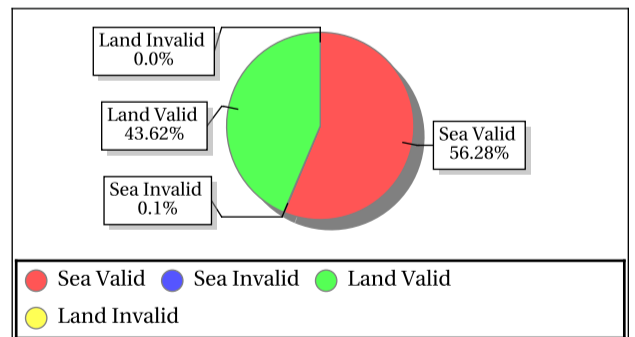 Land Invalid
0.0%
Land Valid
43.62%
Sea Valid
56.28%
Sea Invalid
0.1%
Sea Valid Sea Invalid Land Valid
Land Invalid